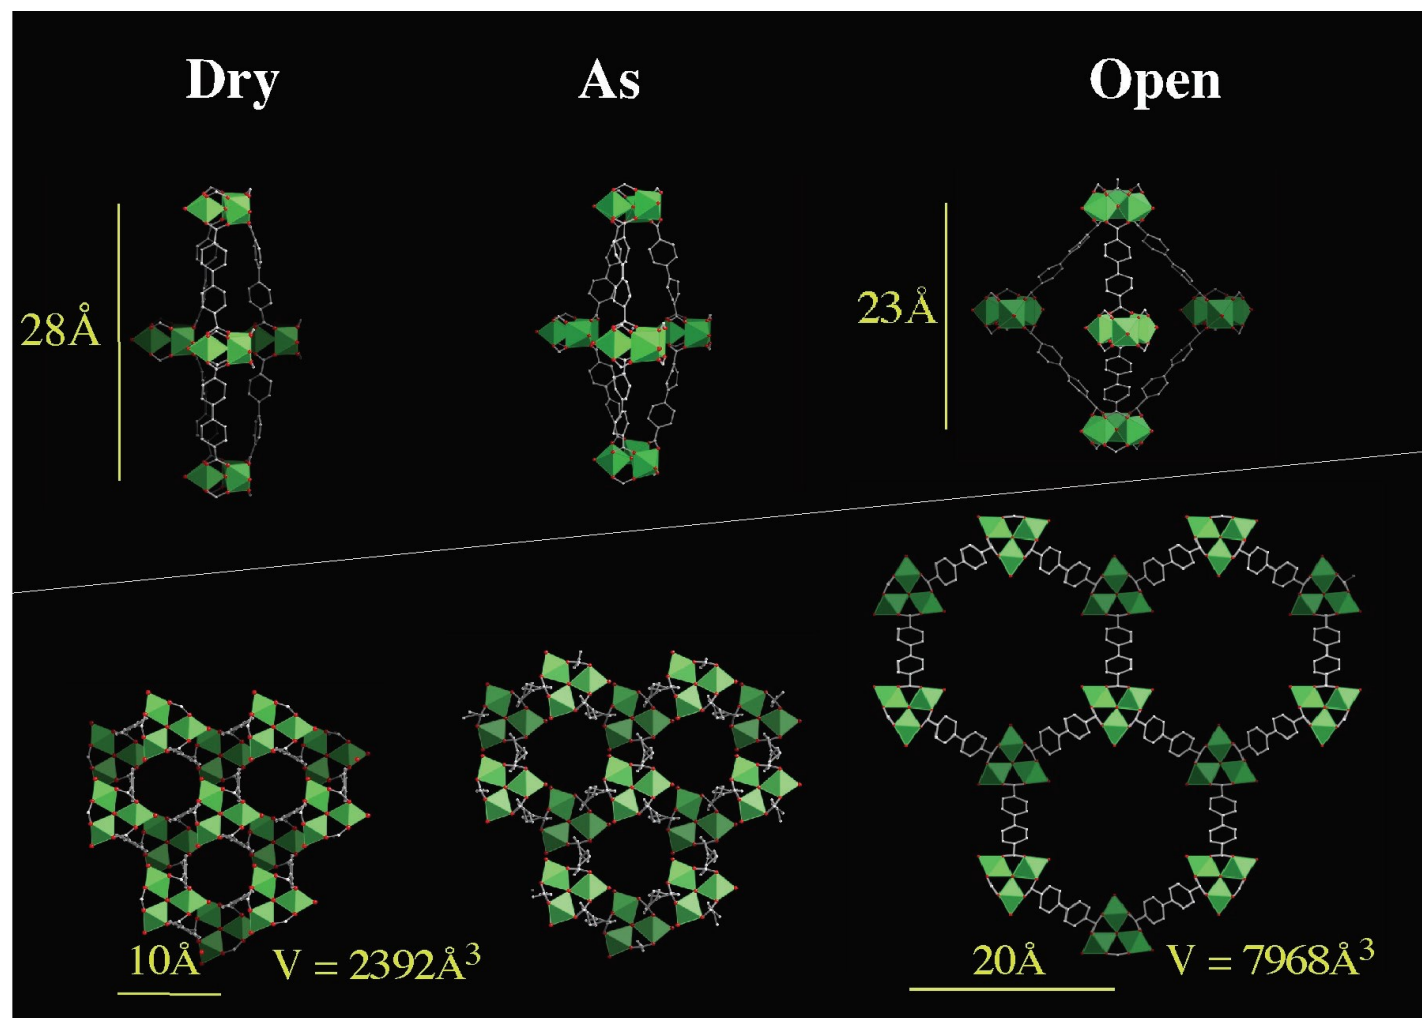 Dry
As
Open
28Å
23Å
10Å
V = 2392Å³
20Å
V = 7968Å³